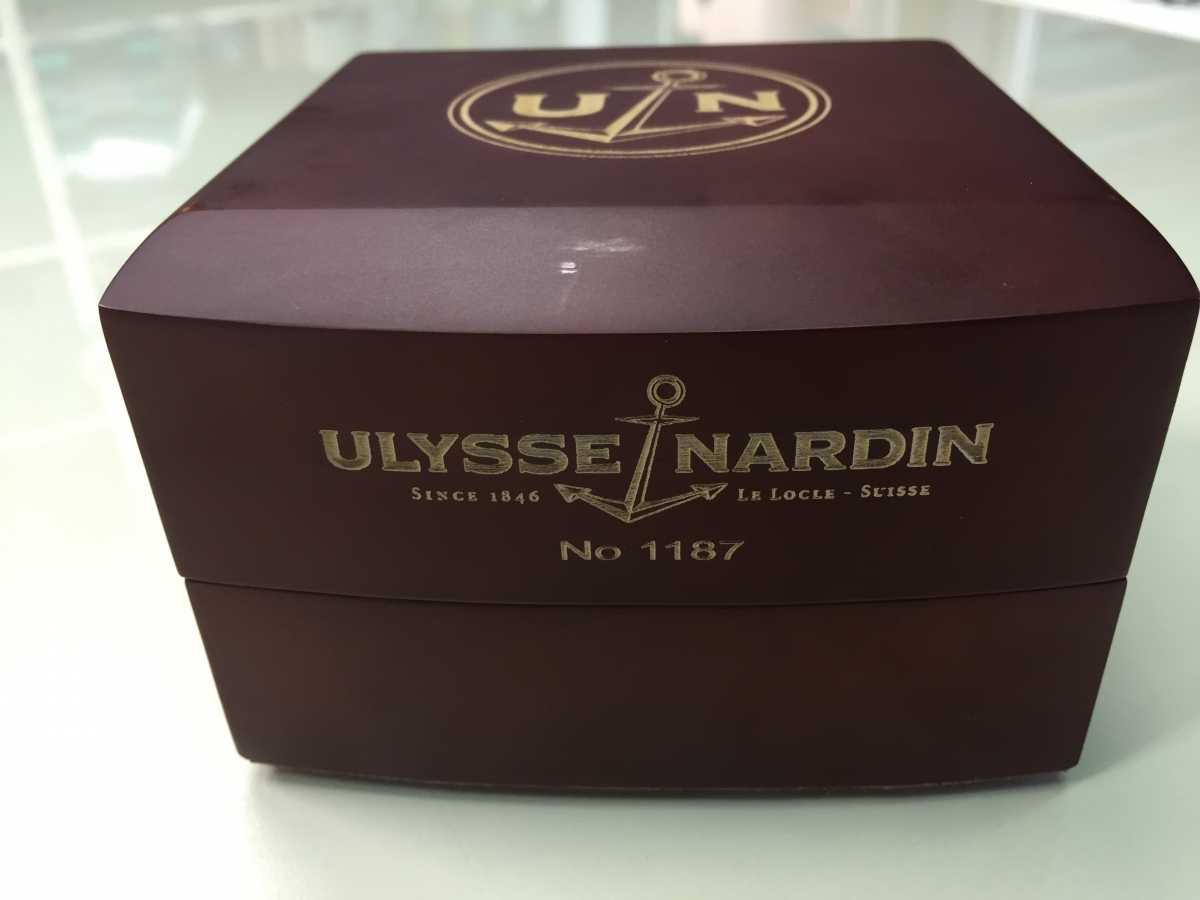 U N
ULYSSE NARDIN
SINCE 1846 LE LOCLE - SUISSE
No 1187